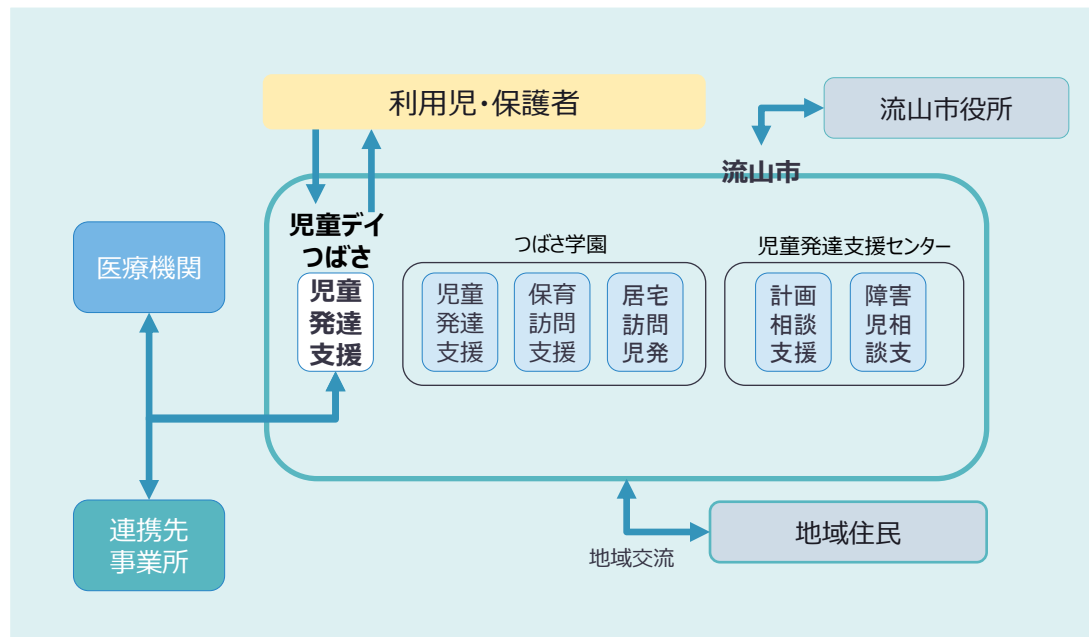 利用児・保護者
流山市役所
流山市
児童デイ
つばさ
児童
発達
支援
つばさ学園
児童
発達
支援
保育
訪問
支援
居宅
訪問
児発
児童発達支援センター
計画
相談
支援
障害
児相
談支
医療機関
連携先
事業所
地域住民
地域交流